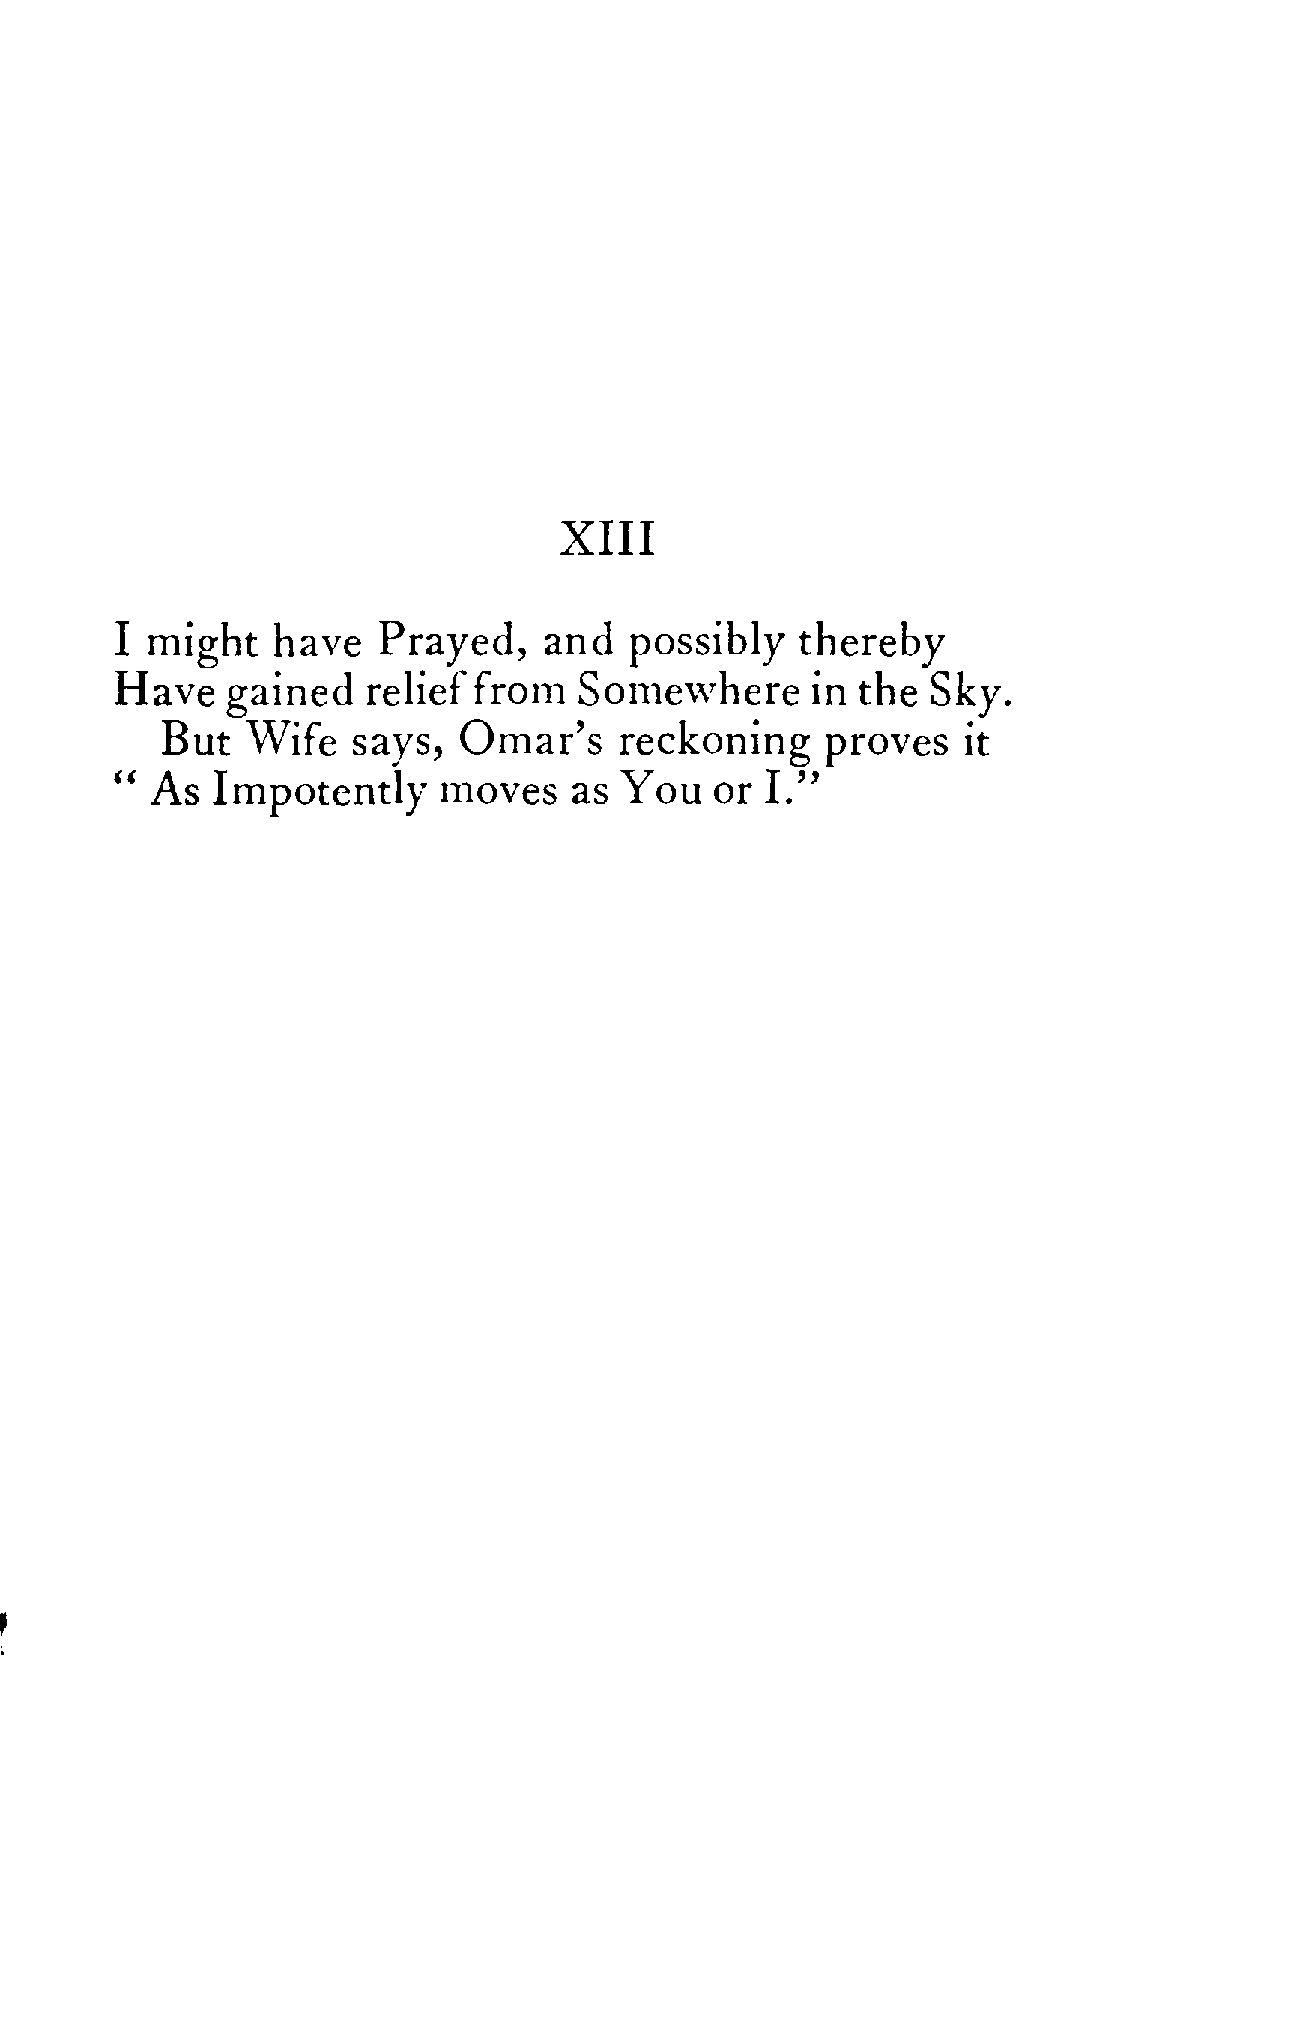 XIII
I might have Prayed, and possibly thereby
Have gained relief from Somewhere in the Sky.
But Wife says, Omar's reckoning proves it
“ As Impotently moves as You or I.”